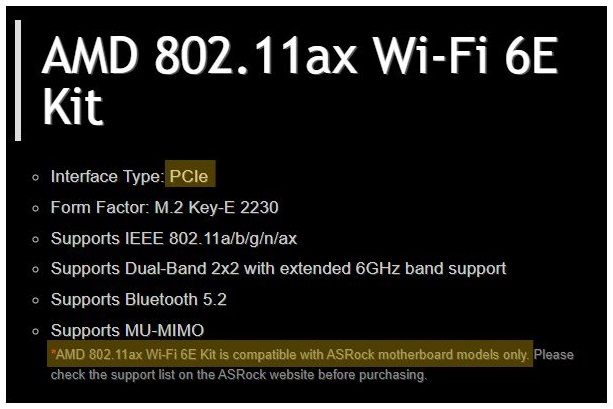 AMD 802.11ax Wi-Fi 6E
Kit
Interface Type: PCIe
Form Factor: M.2 Key-E 2230
Supports IEEE 802.11a/b/g/n/ax
Supports Dual-Band 2x2 with extended 6GHz band support
Supports Bluetooth 5.2
Supports MU-MIMO
*AMD 802.11ax Wi-Fi 6E Kit is compatible with ASRock motherboard models only. Please
check the support list on the ASRock website before purchasing.